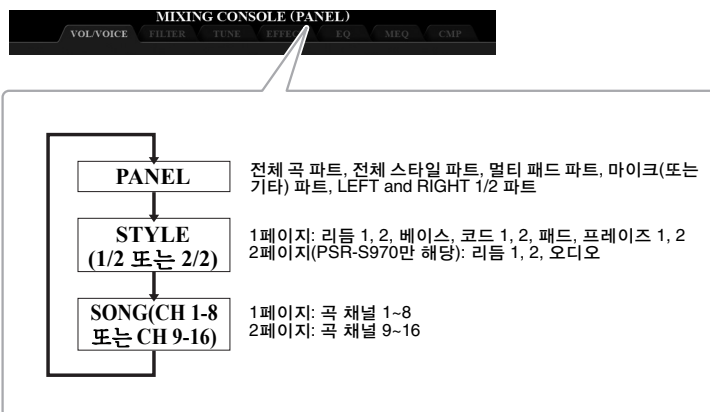 MIXING CONSOLE (PANEL)
VOL/VOICE FILTER TUNE EFFECT EQ MEQ CMP
PANEL
전체 곡 파트, 전체 스타일 파트, 멀티 패드 파트, 마이크(또는
기타) 파트, LEFT and RIGHT 1/2 파트
STYLE
(1/2 또는 2/2)
1페이지: 리듬 1, 2, 베이스, 코드 1, 2, 패드, 프레이즈 1, 2
2페이지(PSR-S970만 해당): 리듬 1, 2, 오디오
SONG(CH 1-8
또는 CH 9-16)
1페이지: 곡 채널 1~8
2페이지: 곡 채널 9~16